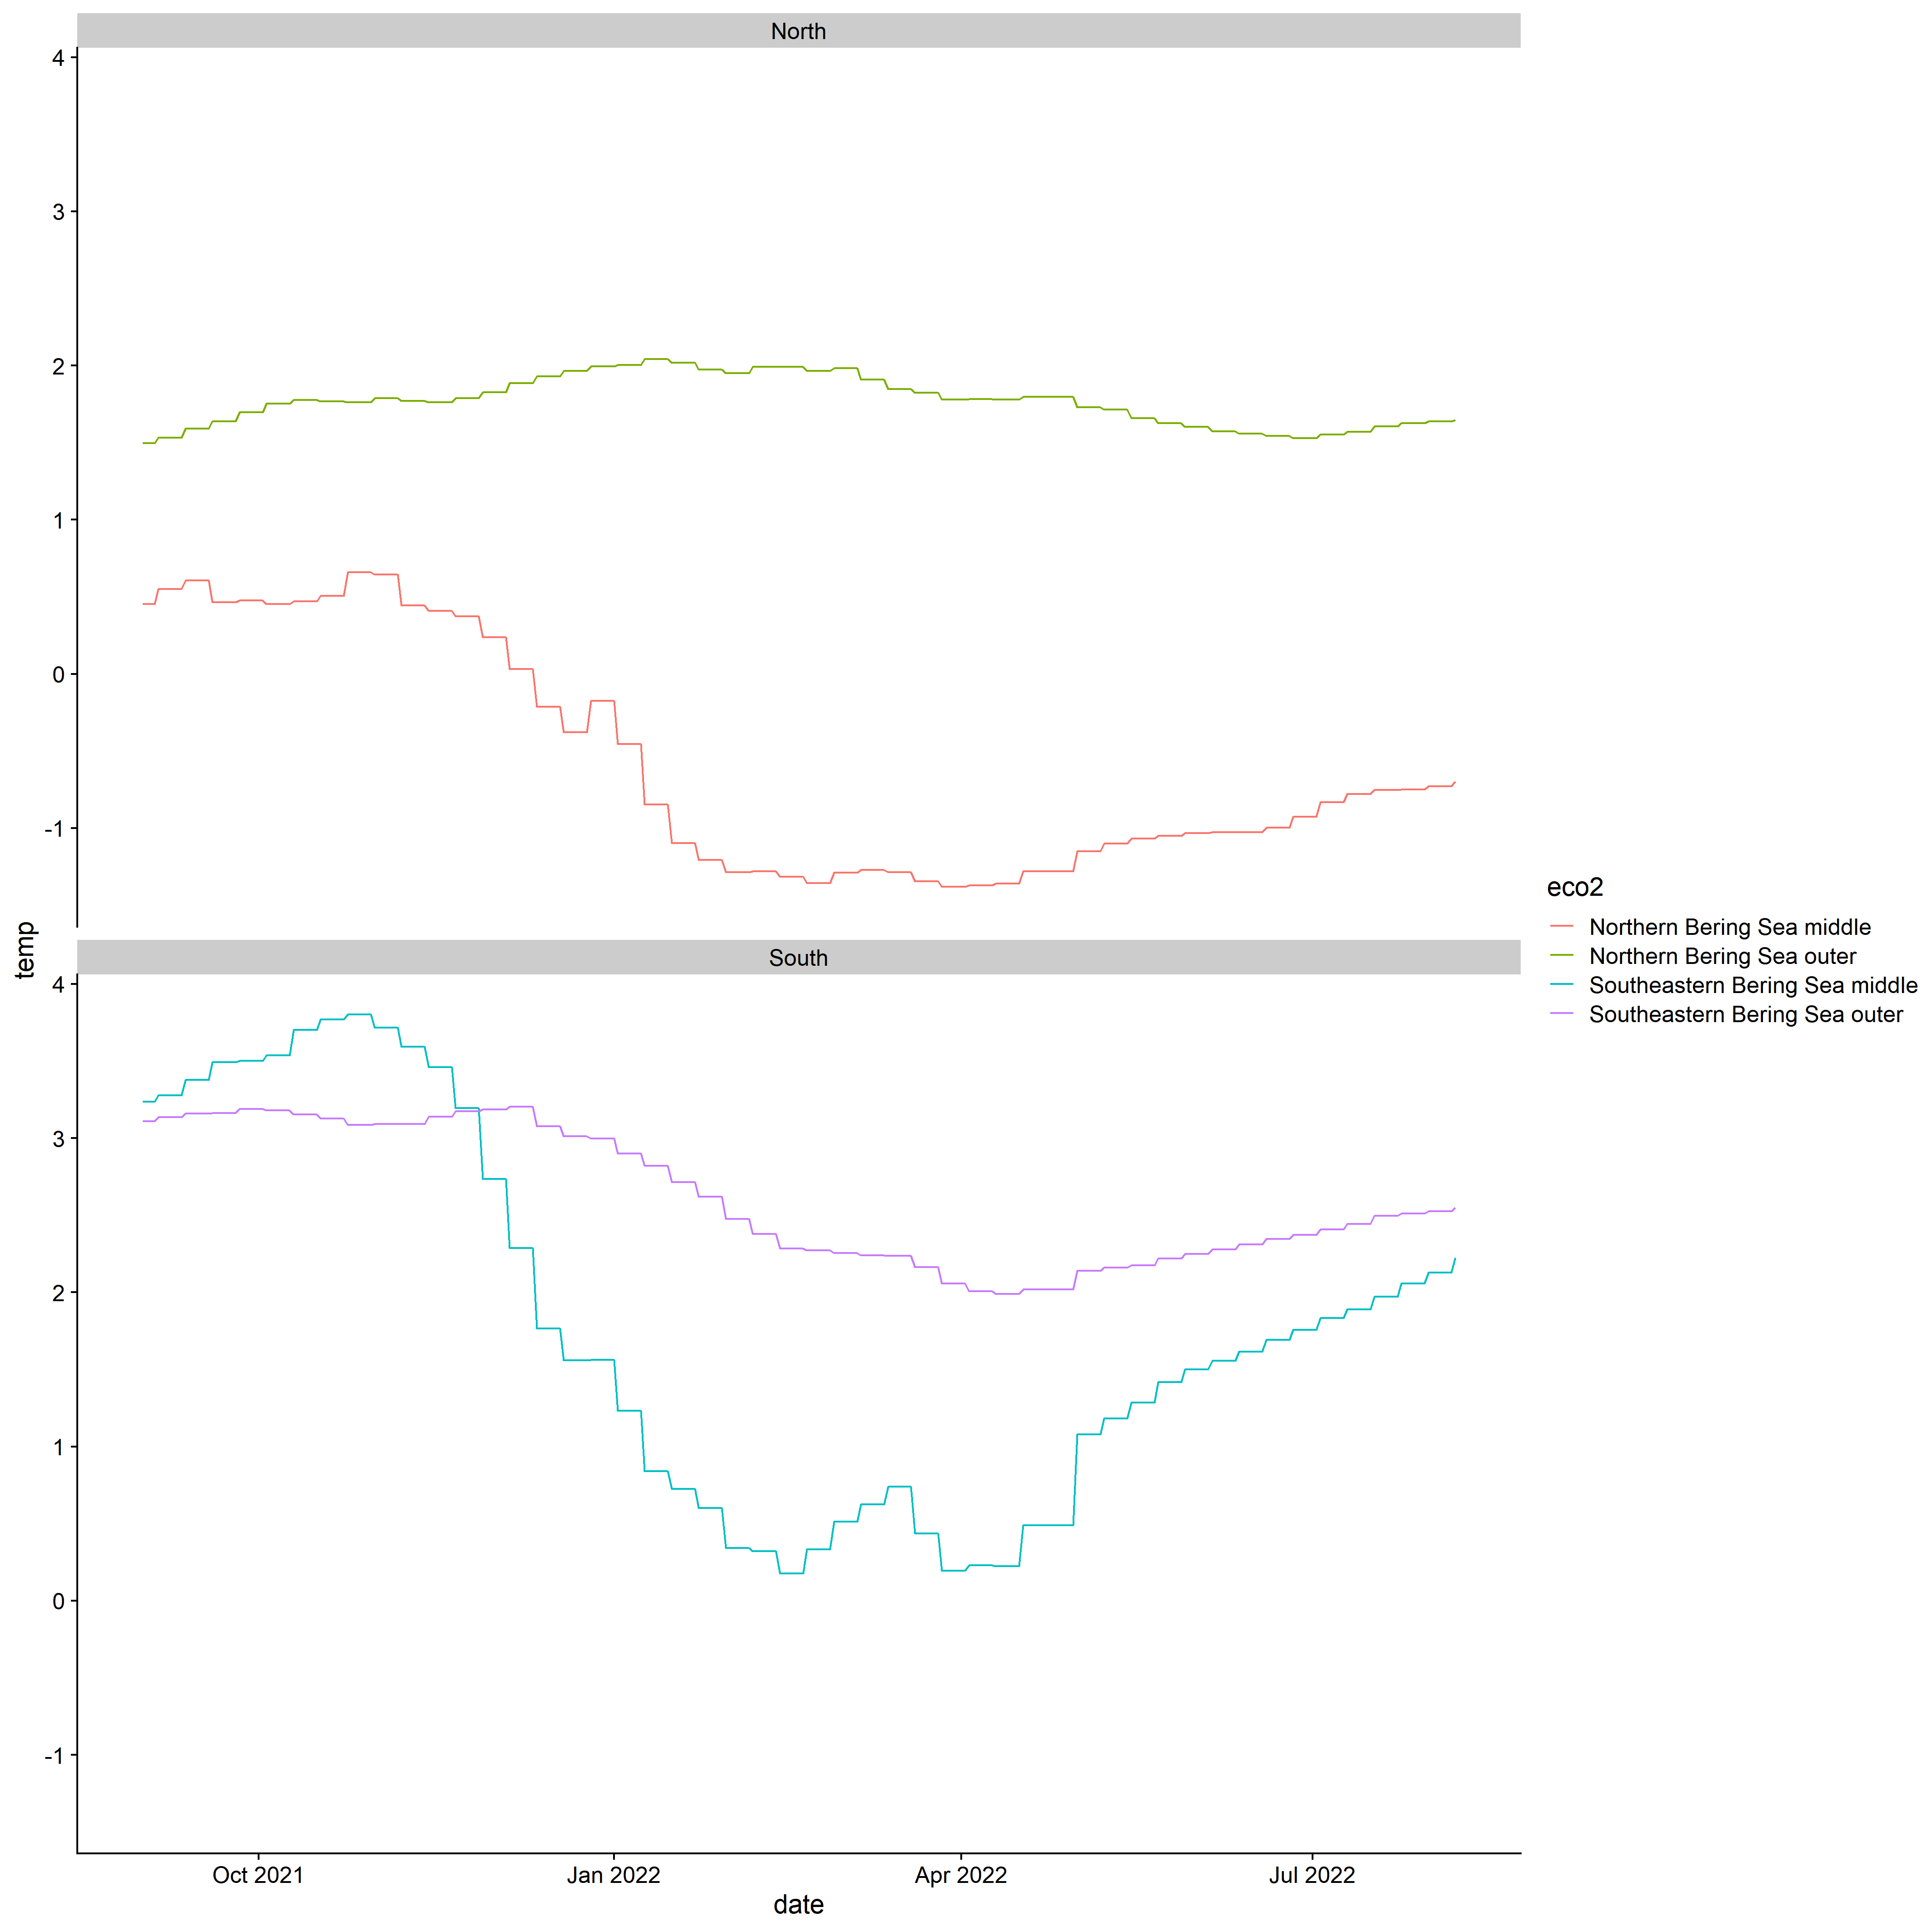 North
4
3
2
1
0
-1
temp
South
4
3
2
1
0
-1
Oct 2021
Jan 2022
Apr 2022
Jul 2022
date
eco2
Northern Bering Sea middle
Northern Bering Sea outer
Southeastern Bering Sea middle
Southeastern Bering Sea outer